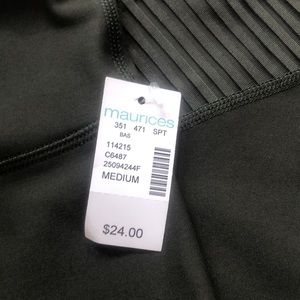 maurices
351 471 SPT
BAS
114215
C6487
25094244F
MEDIUM
$24.00